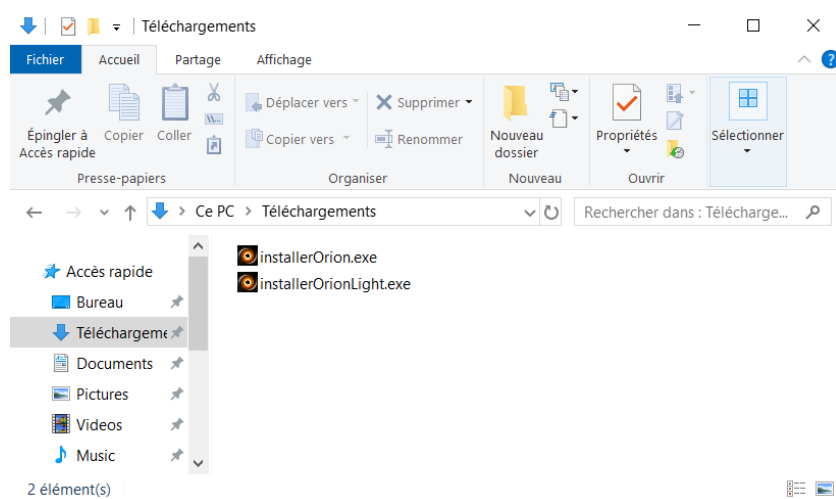 Téléchargements
Fichier Accueil Partage Affichage
Épingler à Accès rapide
Copier
Coller
Déplacer vers
Copier vers
Supprimer
Renommer
Nouveau dossier
Propriétés
Sélectionner
Presse-papiers Organiser Nouveau Ouvrir
Ce PC > Téléchargements
Rechercher dans : Télécharge...
Accès rapide
Bureau
Téléchargeme
Documents
Pictures
Videos
Music
installerOrion.exe
installerOrionLight.exe
2 élément(s)